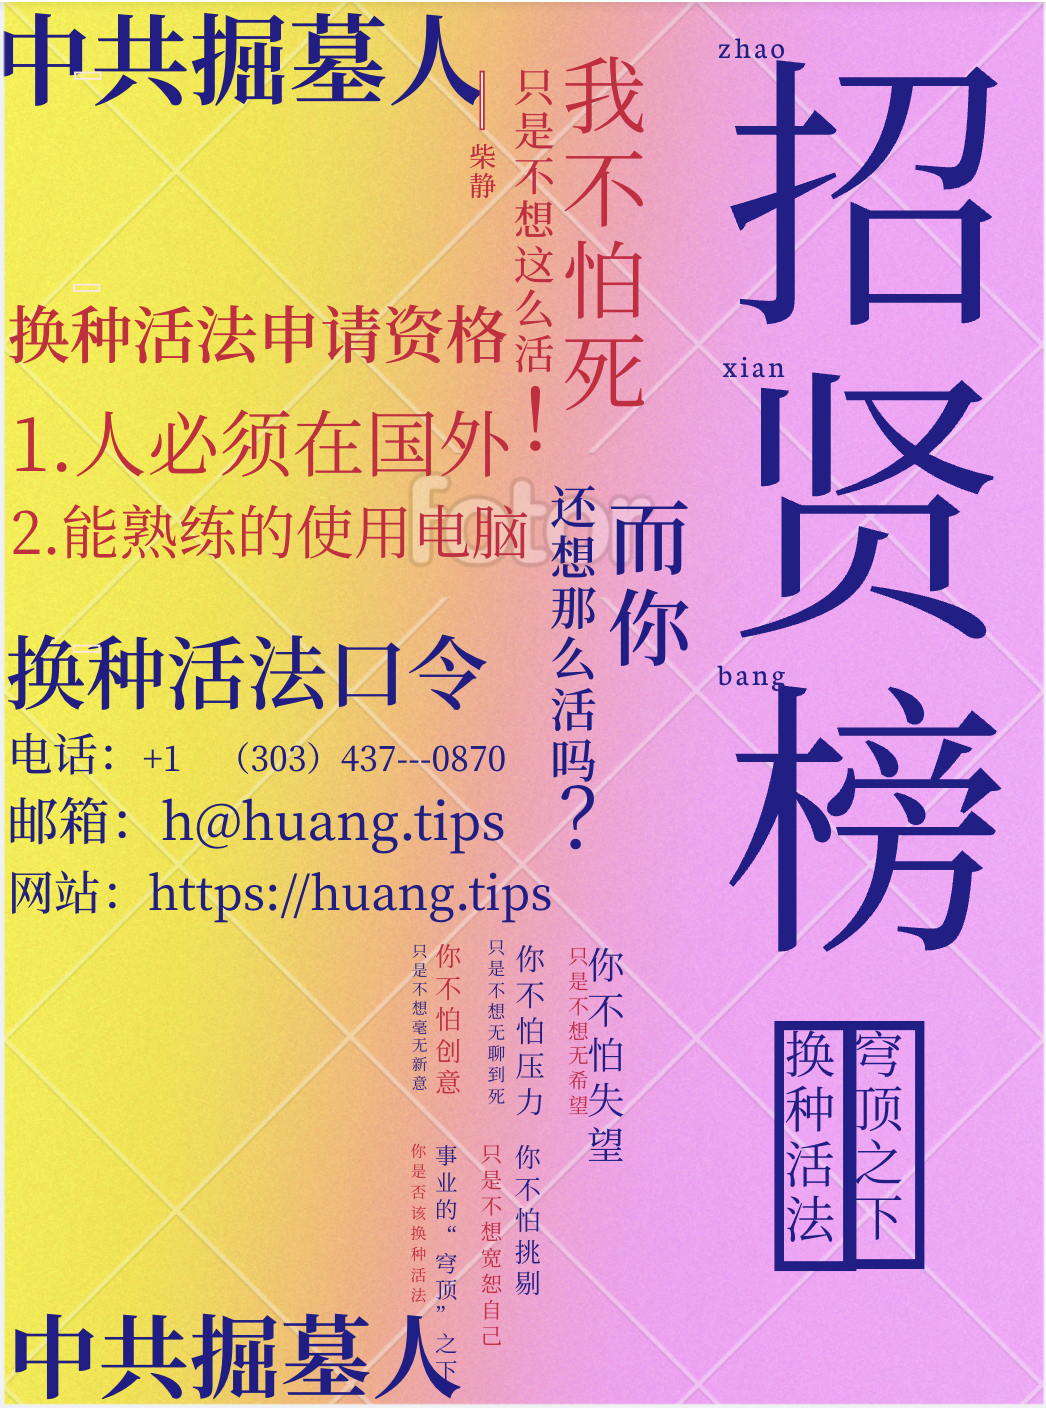 中共掘墓人
zhao
招
xian
贤
bang
榜
穹顶之下
换种活法
我不怕死
只是不想这么活！
——柴静
而你
还想那么活吗？
换种活法申请资格
1.人必须在国外
2.能熟练的使用电脑
换种活法口令
电话：+1 （303）437---0870
邮箱：h@huang.tips
网站：https://huang.tips
你不怕失望
只是不想无希望
你不怕压力
只是不想无聊到死
你不怕创意
只是不想毫无新意
你不怕挑剔
只是不想宽恕自己
事业的“穹顶”之下
你是否该换种活法
中共掘墓人
fotor